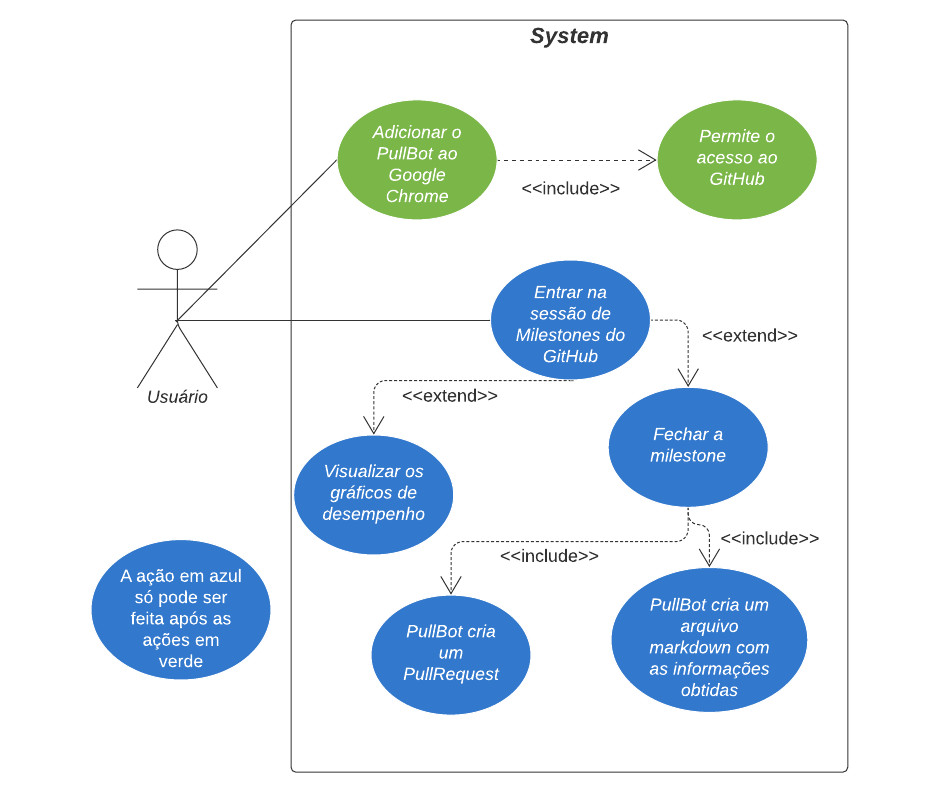 System
Adicionar o
PullBot ao
Google
Chrome
<<include>>
Permite o
acesso ao
GitHub
Usuário
Entrar na
sessão de
Milestones do
GitHub
<<extend>>
<<extend>>
Visualizar os
gráficos de
desempenho
Fechar a
milestone
<<include>>
<<include>>
PullBot cria
um
PullRequest
PullBot cria um
arquivo
markdown com
as informações
obtidas
A ação em azul
só pode ser
feita após as
ações em
verde